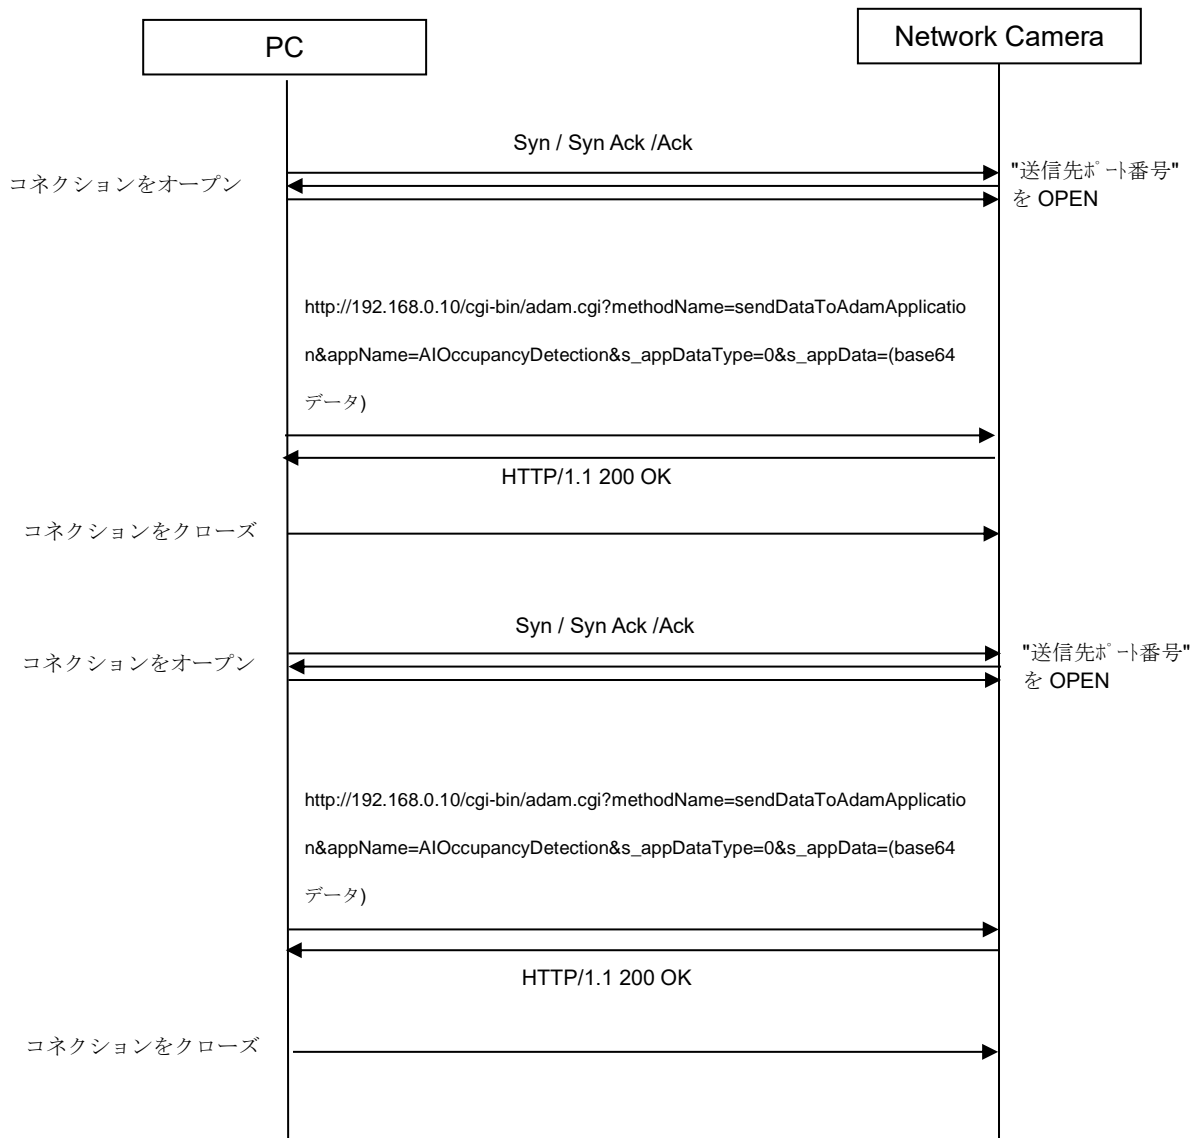 PC
Network Camera
Syn / Syn Ack /Ack
コネクションをオープン
"送信先ﾎﾟｰﾄ番号"
を OPEN
http://192.168.0.10/cgi-bin/adam.cgi?methodName=sendDataToAdamApplicatio
n&appName=AIOccupancyDetection&s_appDataType=0&s_appData=(base64
データ)
HTTP/1.1 200 OK
コネクションをクローズ
Syn / Syn Ack /Ack
コネクションをオープン
"送信先ﾎﾟｰﾄ番号"
を OPEN
http://192.168.0.10/cgi-bin/adam.cgi?methodName=sendDataToAdamApplicatio
n&appName=AIOccupancyDetection&s_appDataType=0&s_appData=(base64
データ)
HTTP/1.1 200 OK
コネクションをクローズ